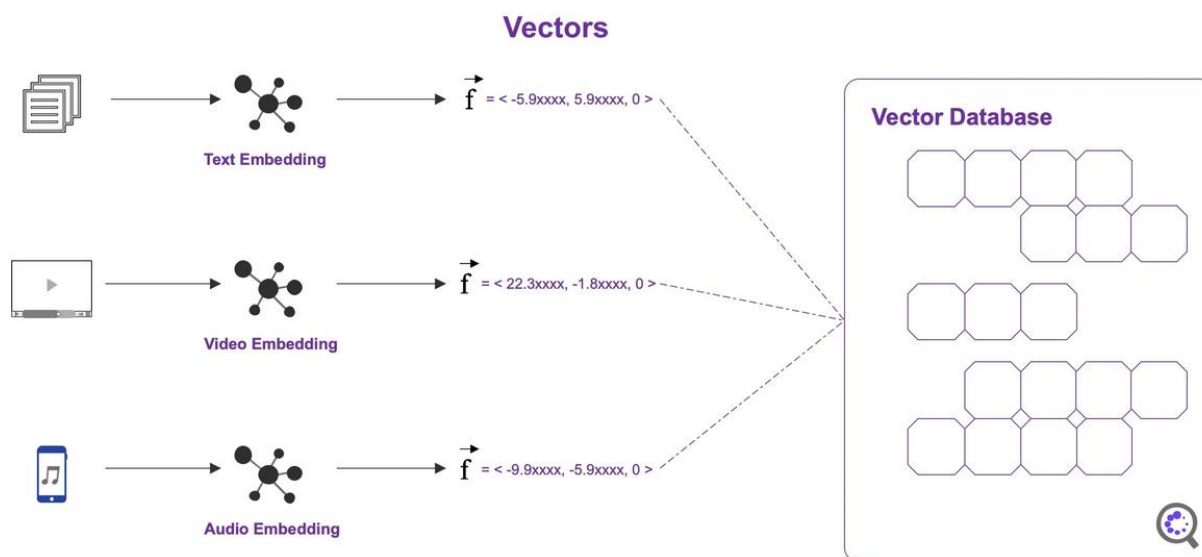 Vectors
f = < -5.9xxxx, 5.9xxxx, 0 >
Text Embedding
Vector Database
f = < 22.3xxxx, -1.8xxxx, 0 >
Video Embedding
f = < -9.9xxxx, -5.9xxxx, 0 >
Audio Embedding